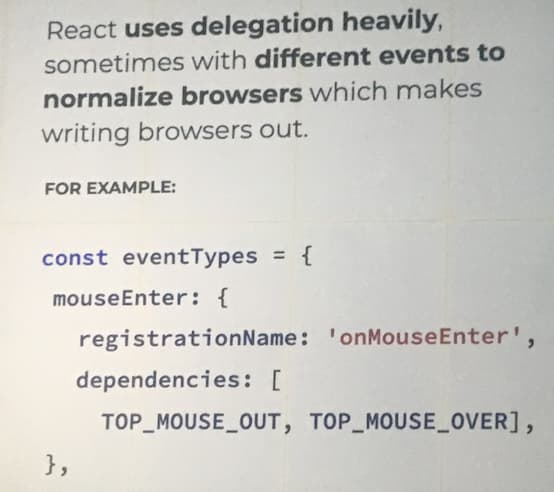 React uses delegation heavily,
sometimes with different events to
normalize browsers which makes
writing browsers out.
FOR EXAMPLE:
const eventTypes = {
mouseEnter: {
registrationName: 'onMouseEnter',
dependencies: [
TOP_MOUSE_OUT, TOP_MOUSE_OVER],
},